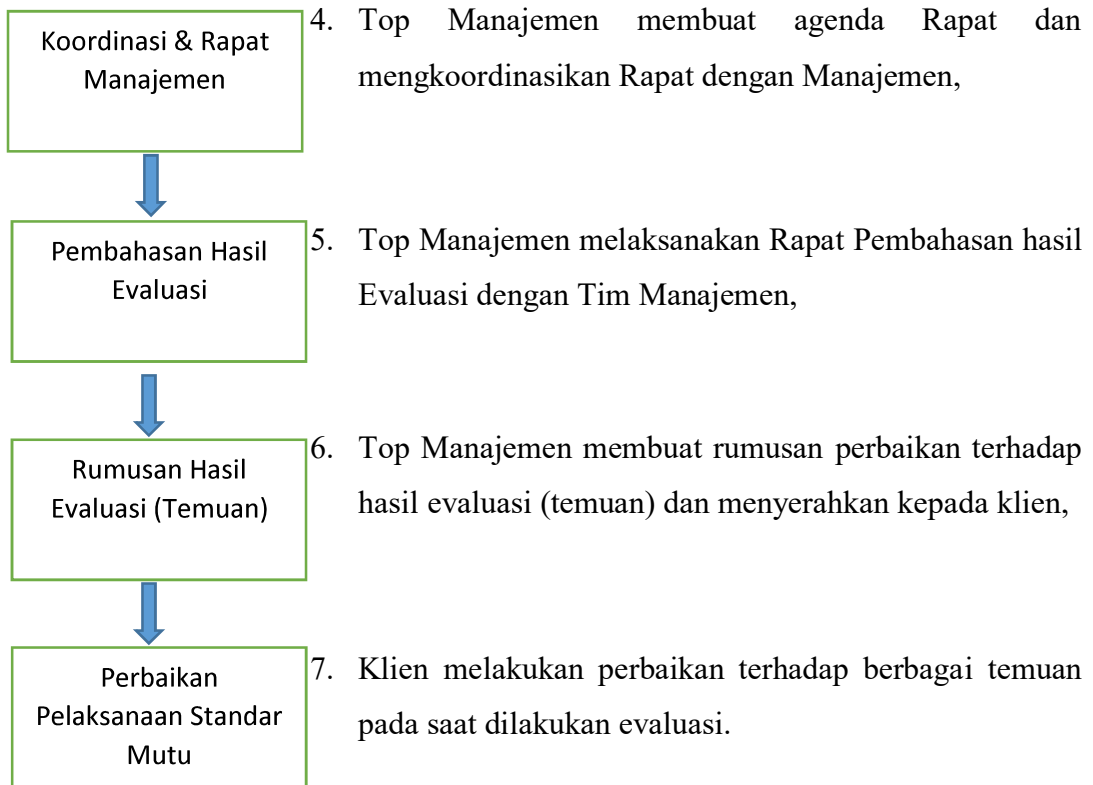 Koordinasi & Rapat
Manajemen
4. Top Manajemen membuat agenda Rapat dan
mengkoordinasikan Rapat dengan Manajemen,
Pembahasan Hasil
Evaluasi
5. Top Manajemen melaksanakan Rapat Pembahasan hasil
Evaluasi dengan Tim Manajemen,
Rumusan Hasil
Evaluasi (Temuan)
6. Top Manajemen membuat rumusan perbaikan terhadap
hasil evaluasi (temuan) dan menyerahkan kepada klien,
Perbaikan
Pelaksanaan Standar
Mutu
7. Klien melakukan perbaikan terhadap berbagai temuan
pada saat dilakukan evaluasi.